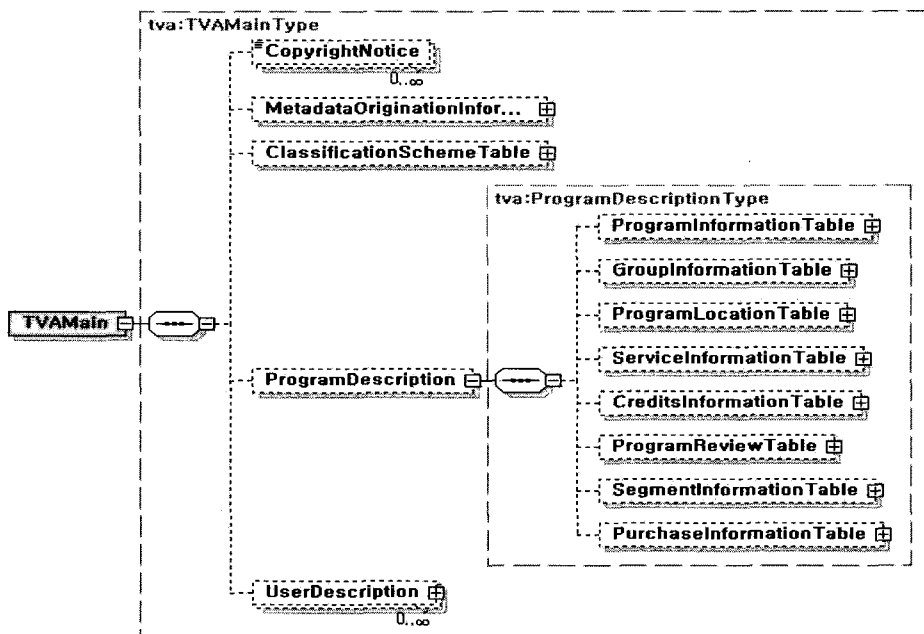 tva:TVAMainType
CopyrightNotice
0..∞
MetadataOriginationInfor...
ClassificationSchemeTable
tva:ProgramDescriptionType
ProgramInformationTable
GroupInformationTable
ProgramLocationTable
TVAMain
ServiceInformationTable
ProgramDescription
CreditsInformationTable
ProgramReviewTable
SegmentInformationTable
PurchaseInformationTable
UserDescription
0..∞